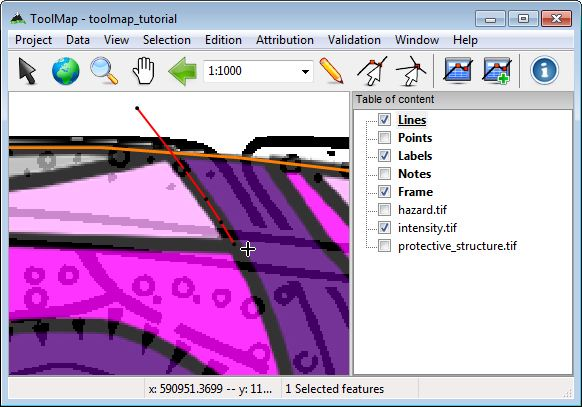 ToolMap - toolmap_tutorial
Project Data View Selection Edition Attribution Validation Window Help
1:1000
Table of content
Lines
Points
Labels
Notes
Frame
hazard.tif
intensity.tif
protective_structure.tif
x: 590951.3699 -- y: 11... 1 Selected features